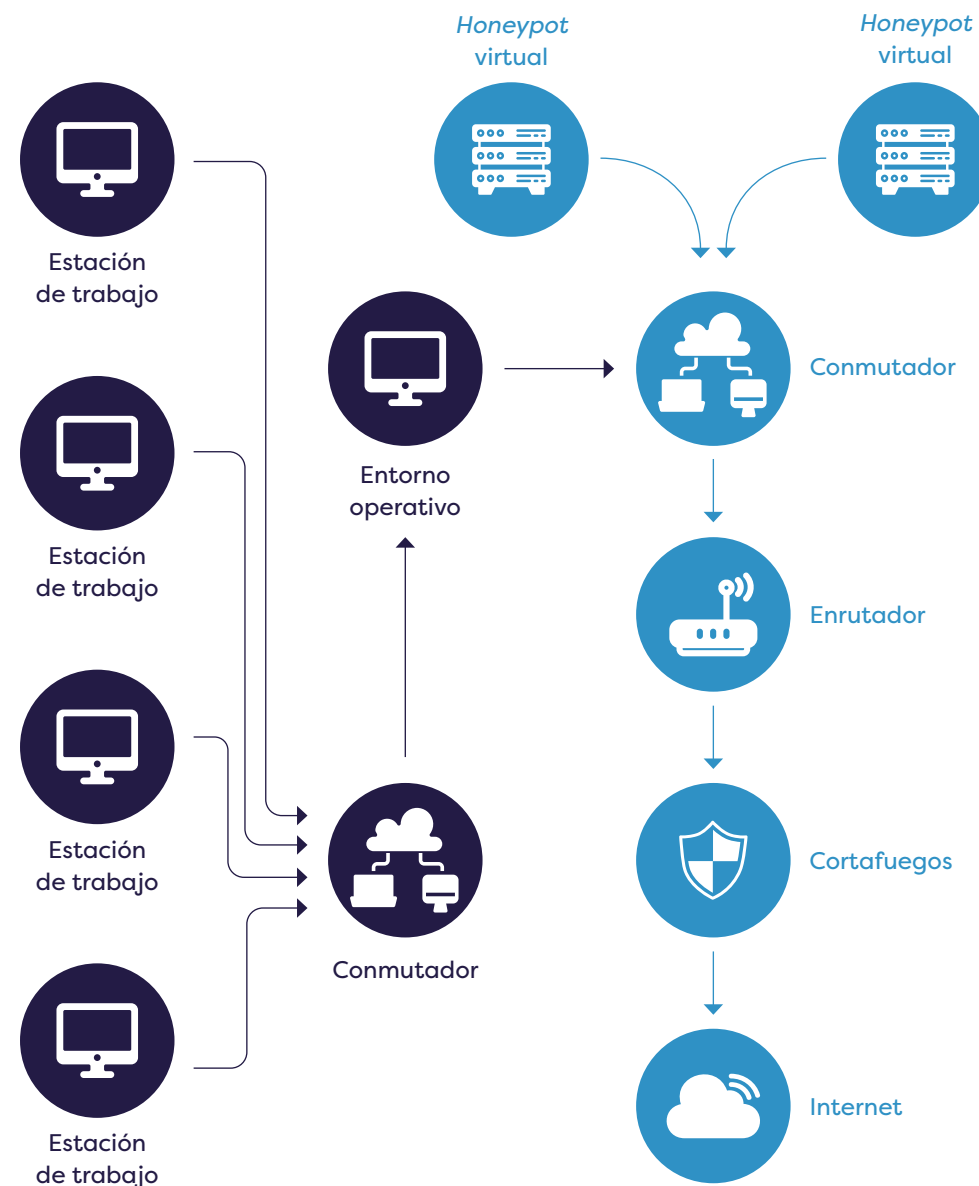 Honeypot
virtual
Honeypot
virtual
Estación
de trabajo
Conmutador
Entorno
operativo
Estación
de trabajo
Enrutador
Estación
de trabajo
Cortafuegos
Conmutador
Internet
Estación
de trabajo